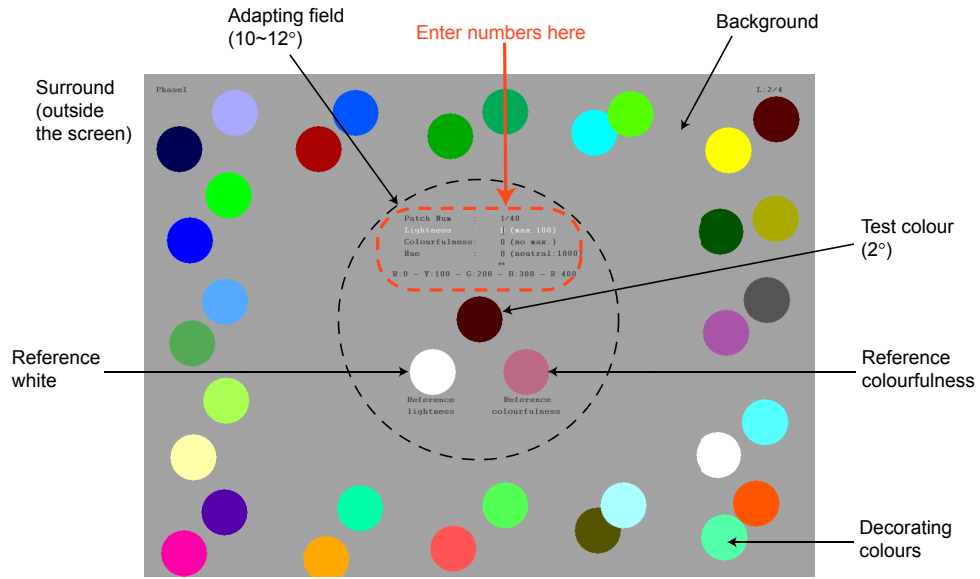 Adapting field
(10~12°)
Enter numbers here
Background
Surround
(outside
the screen)
Phase1
L:2/4
Patch Num : 1/40
Lightness : 0 (max.100)
Colourfulness: 0 (no max.)
Hue : 0 (neutral:1000)
**
R:0 - Y:100 - G:200 - B:300 - R:400
Test colour
(2°)
Reference
white
Reference
colourfulness
Reference
lightness
Reference
colourfulness
Decorating
colours